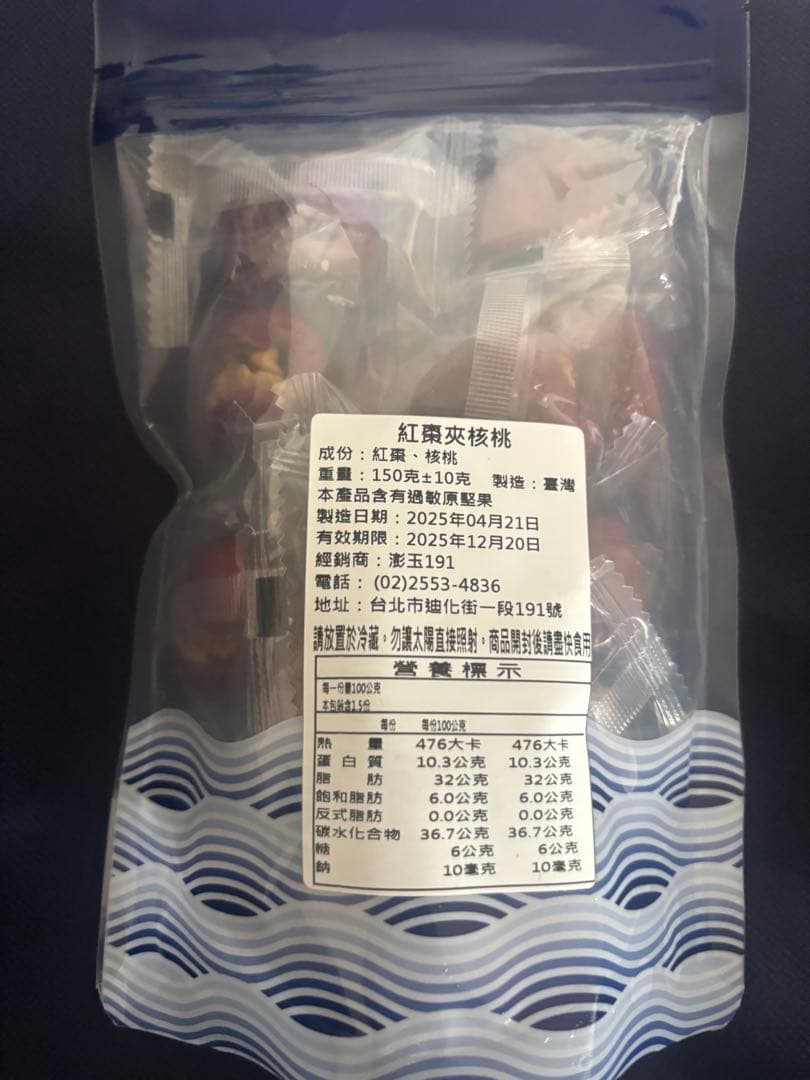 紅棗夾核桃
成份：紅棗、核桃
重量：150克±10克 製造：臺灣
本產品含有過敏原堅果
製造日期：2025年04月21日
有效期限：2025年12月20日
經銷商：澎玉191
電話：(02)2553-4836
地址：台北市迪化街一段191號
請放置於冷藏。勿讓太陽直接照射。商品開封後請盡快食用
營養標示
每一份量100公克
本包裝含1.5份
每份 每份100公克
熱量 476大卡 476大卡
蛋白質 10.3公克 10.3公克
脂肪 32公克 32公克
飽和脂肪 6.0公克 6.0公克
反式脂肪 0.0公克 0.0公克
碳水化合物 36.7公克 36.7公克
糖 6公克 6公克
鈉 10毫克 10毫克